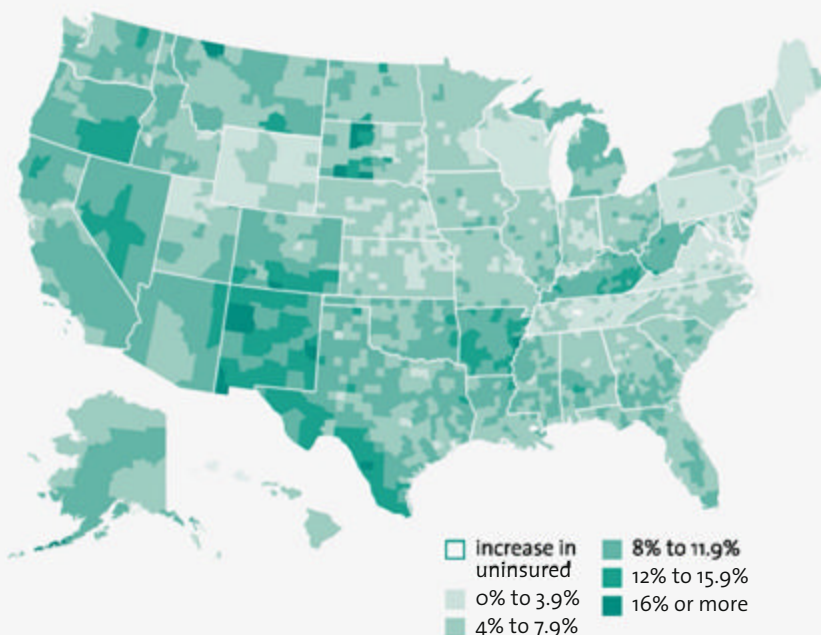 increase in
uninsured
0% to 3.9%
4% to 7.9%
8% to 11.9%
12% to 15.9%
16% or more